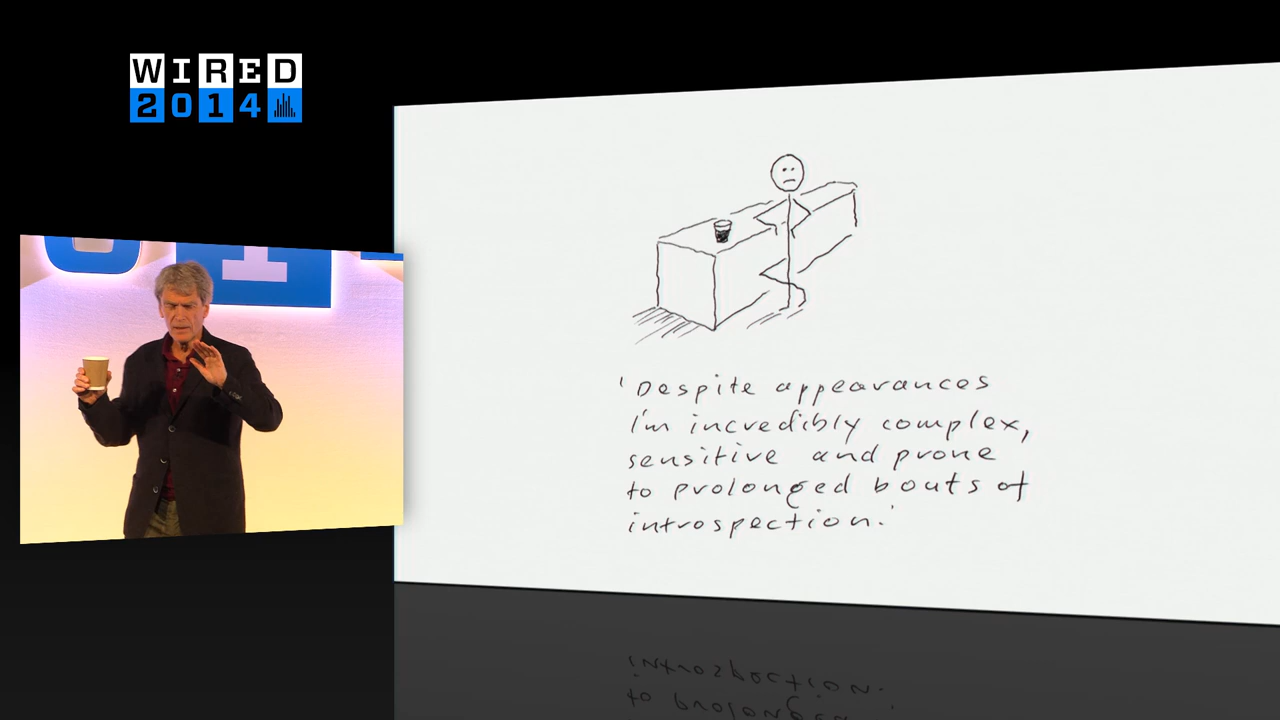 WIRED
2014
'Despite appearances
I'm incredibly complex,
sensitive and prone
to prolonged bouts of
introspection.'